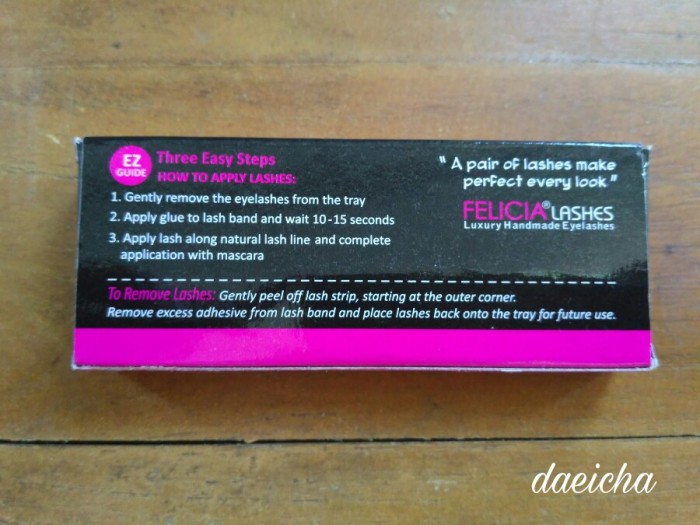 EZ
GUIDE
Three Easy Steps
HOW TO APPLY LASHES:
1. Gently remove the eyelashes from the tray
2. Apply glue to lash band and wait 10-15 seconds
3. Apply lash along natural lash line and complete
application with mascara
" A pair of lashes make
perfect every look "
FELICIA® LASHES
Luxury Handmade Eyelashes
To Remove Lashes: Gently peel off lash strip, starting at the outer corner.
Remove excess adhesive from lash band and place lashes back onto the tray for future use.
daeicha